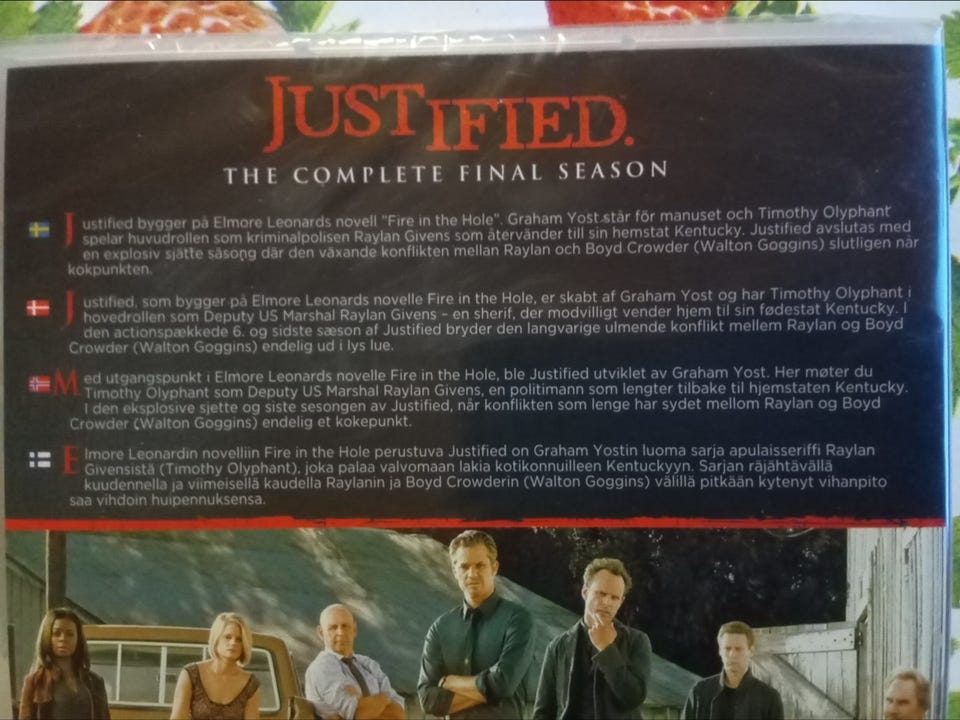 JUSTIFIED.
THE COMPLETE FINAL SEASON
Justified bygger på Elmore Leonards novell "Fire in the Hole". Graham Yost står för manuset och Timothy Olyphant
spelar huvudrollen som kriminalpolisen Raylan Givens som återvänder till sin hemstat Kentucky. Justified avslutas med
en explosiv sjätte säsong där den växande konflikten mellan Raylan och Boyd Crowder (Walton Goggins) slutligen når
kokpunkten.
Justified, som bygger på Elmore Leonards novelle Fire in the Hole, er skabt af Graham Yost og har Timothy Olyphant i
hovedrollen som Deputy US Marshal Raylan Givens – en sherif, der modvilligt vender hjem til sin fødestat Kentucky. I
den actionspækkede 6. og sidste sæson af Justified bryder den langvarige ulmende konflikt mellem Raylan og Boyd
Crowder (Walton Goggins) endelig ud i lys lue.
Med utgangspunkt i Elmore Leonards novelle Fire in the Hole, ble Justified utviklet av Graham Yost. Her møter du
Timothy Olyphant som Deputy US Marshal Raylan Givens, en politimann som lengter tilbake til hjemstaten Kentucky.
I den eksplosive sjette og siste sesongen av Justified, når konflikten som lenge har sydet mellom Raylan og Boyd
Crowder (Walton Goggins) endelig et kokepunkt.
Elmore Leonardin novelliin Fire in the Hole perustuva Justified on Graham Yostin luoma sarja apulaisseriffi Raylan
Givensistä (Timothy Olyphant), joka palaa valvomaan lakia kotikonnuilleen Kentuckyyn. Sarjan räjähtävällä
kuudennella ja viimeisellä kaudella Raylanin ja Boyd Crowderin (Walton Goggins) välillä pitkään kytenyt vihanpito
saa vihdoin huipennuksensa.